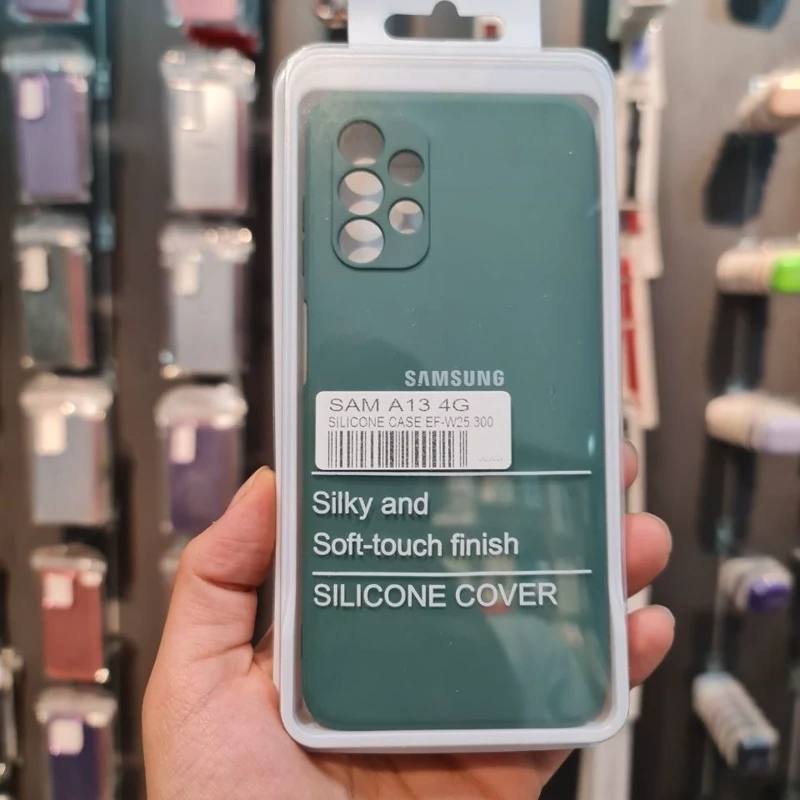 SAMSUNG
SAM A13 4G
SILICONE CASE EF-W25 300
Silky and
Soft-touch finish
SILICONE COVER